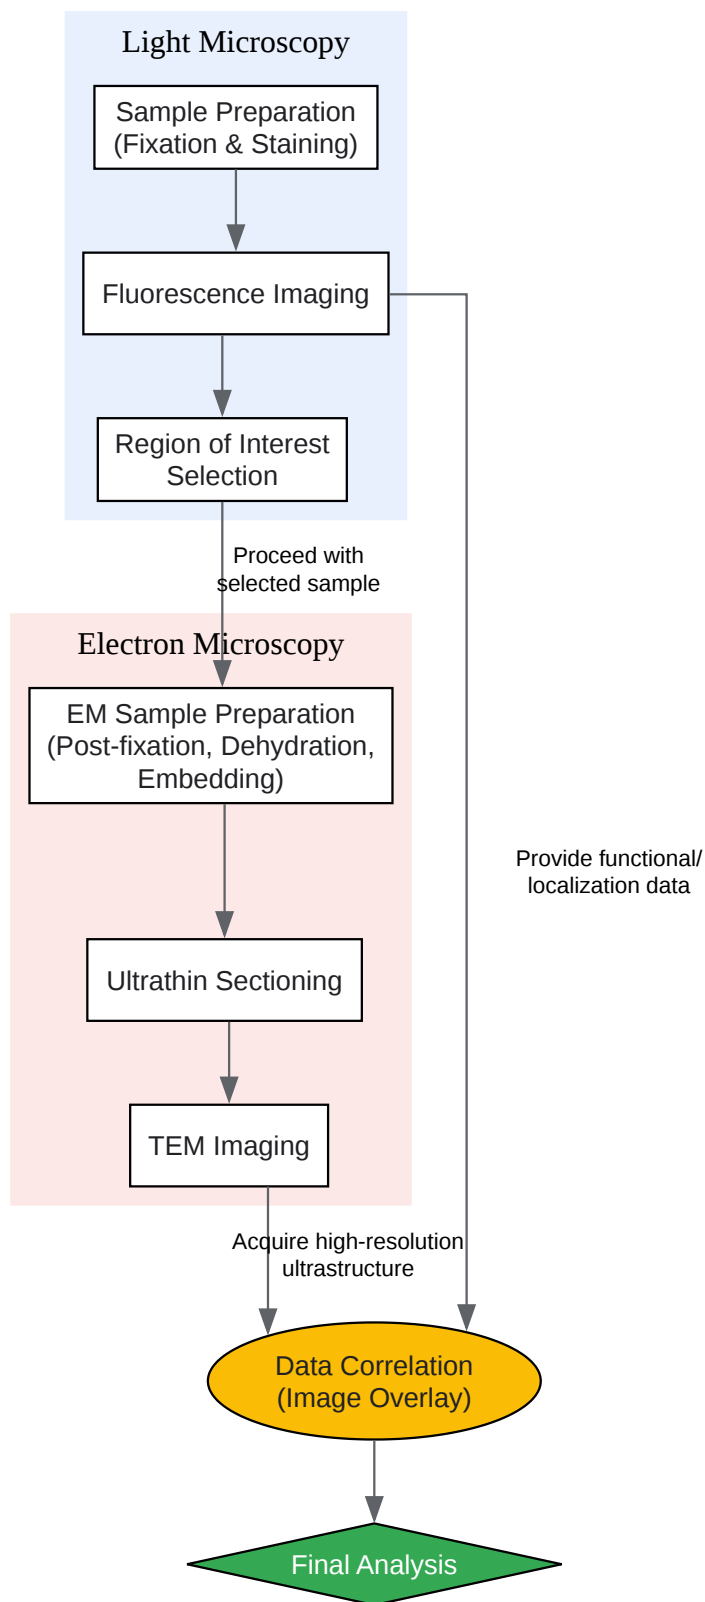 Light Microscopy
Sample Preparation
(Fixation & Staining)
Fluorescence Imaging
Region of Interest
Selection
Proceed with
selected sample
Electron Microscopy
EM Sample Preparation
(Post-fixation, Dehydration,
Embedding)
Provide functional/
localization data
Ultrathin Sectioning
TEM Imaging
Acquire high-resolution
ultrastructure
Data Correlation
(Image Overlay)
Final Analysis